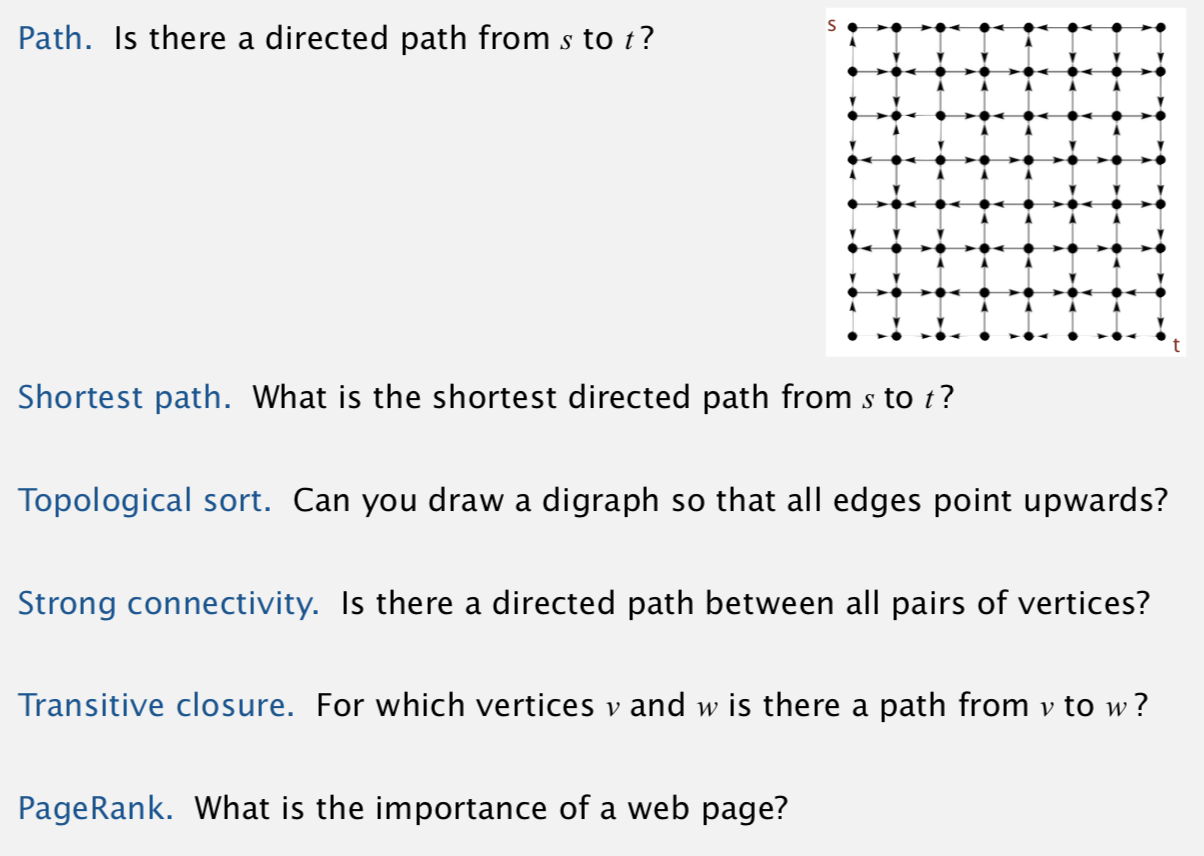 Path. Is there a directed path from s to t?
s
t
Shortest path. What is the shortest directed path from s to t?
Topological sort. Can you draw a digraph so that all edges point upwards?
Strong connectivity. Is there a directed path between all pairs of vertices?
Transitive closure. For which vertices v and w is there a path from v to w?
PageRank. What is the importance of a web page?